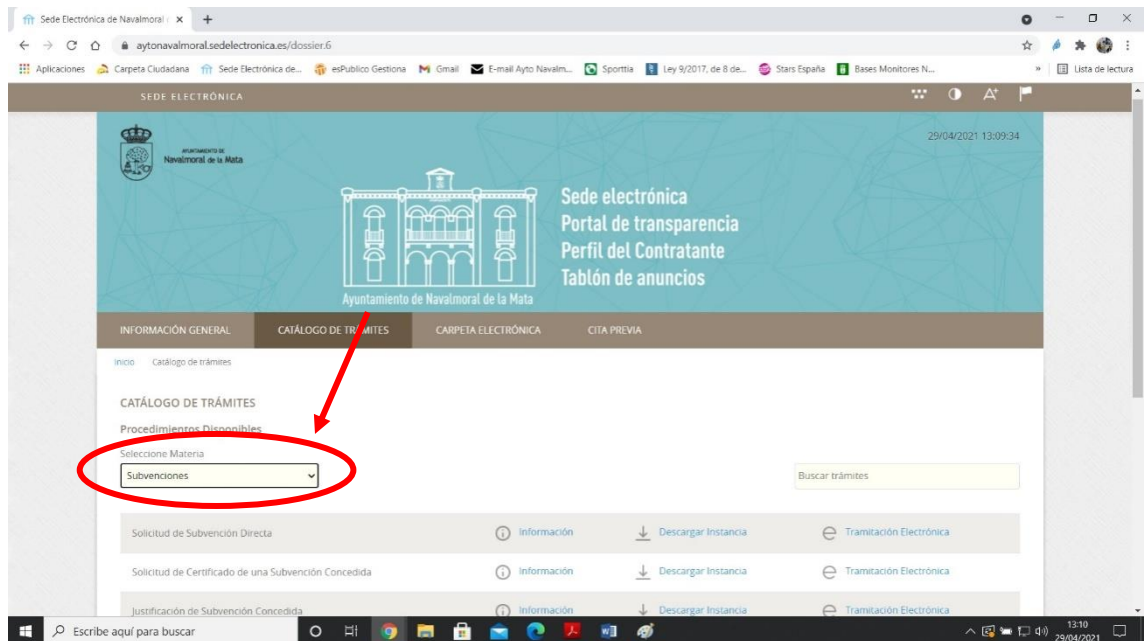 Sede Electrónica de Navalmoral
aytonavalmoral.sedelectronica.es/dossier.6
Aplicaciones Carpeta Ciudadana Sede Electrónica de... esPublico Gestiona Gmail E-mail Ayto Navalm... Sporttia Ley 9/2017, de 8 de... Stars España Bases Monitores N... » Lista de lectura
SEDE ELECTRÓNICA
AYUNTAMIENTO DE
Navalmoral de la Mata
29/04/2021 13:09:34
Sede electrónica
Portal de transparencia
Perfil del Contratante
Tablón de anuncios
Ayuntamiento de Navalmoral de la Mata
INFORMACIÓN GENERAL CATÁLOGO DE TRÁMITES CARPETA ELECTRÓNICA CITA PREVIA
Inicio Catálogo de trámites
CATÁLOGO DE TRÁMITES
Procedimientos Disponibles
Seleccione Materia
Subvenciones Buscar trámites
Solicitud de Subvención Directa Información Descargar Instancia Tramitación Electrónica
Solicitud de Certificado de una Subvención Concedida Información Descargar Instancia Tramitación Electrónica
Justificación de Subvención Concedida Información Descargar Instancia Tramitación Electrónica
Escribe aquí para buscar
13:10
29/04/2021